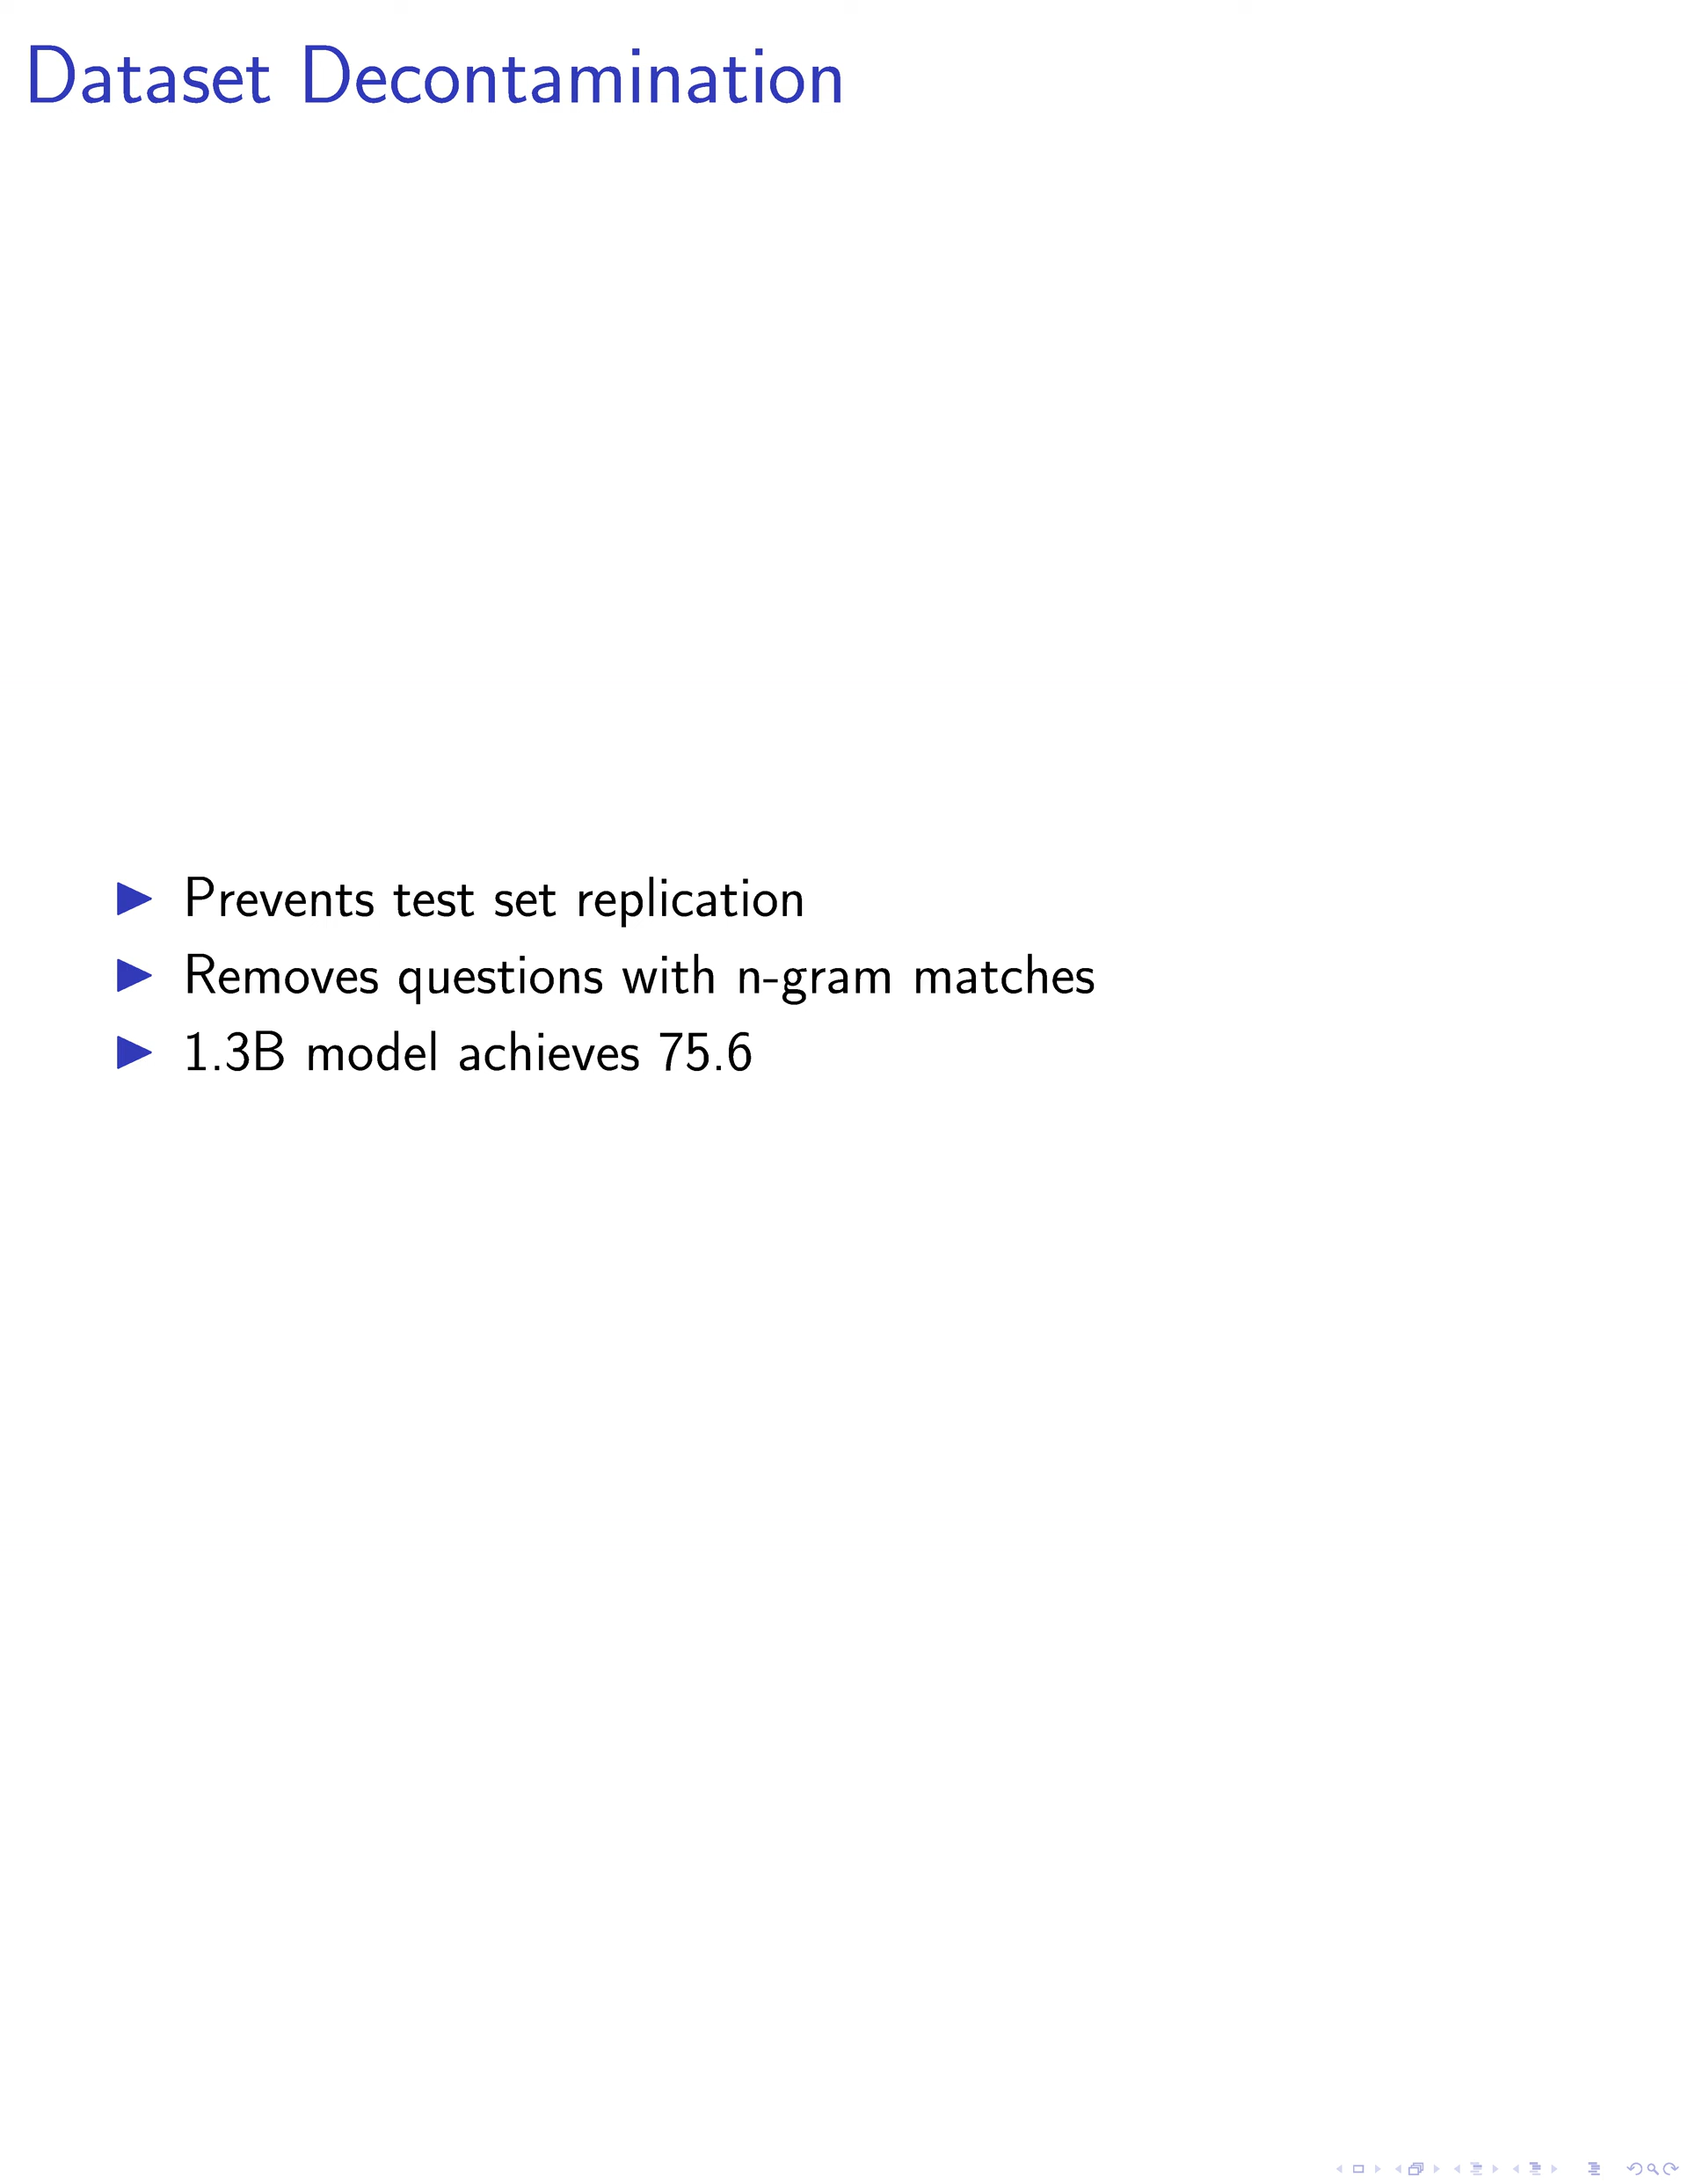 Dataset Decontamination
Prevents test set replication
Removes questions with n-gram matches
1.3B model achieves 75.6